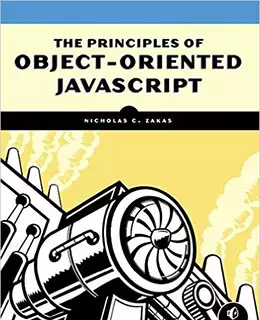 THE PRINCIPLES OF
OBJECT-ORIENTED
JAVASCRIPT
NICHOLAS C. ZAKAS